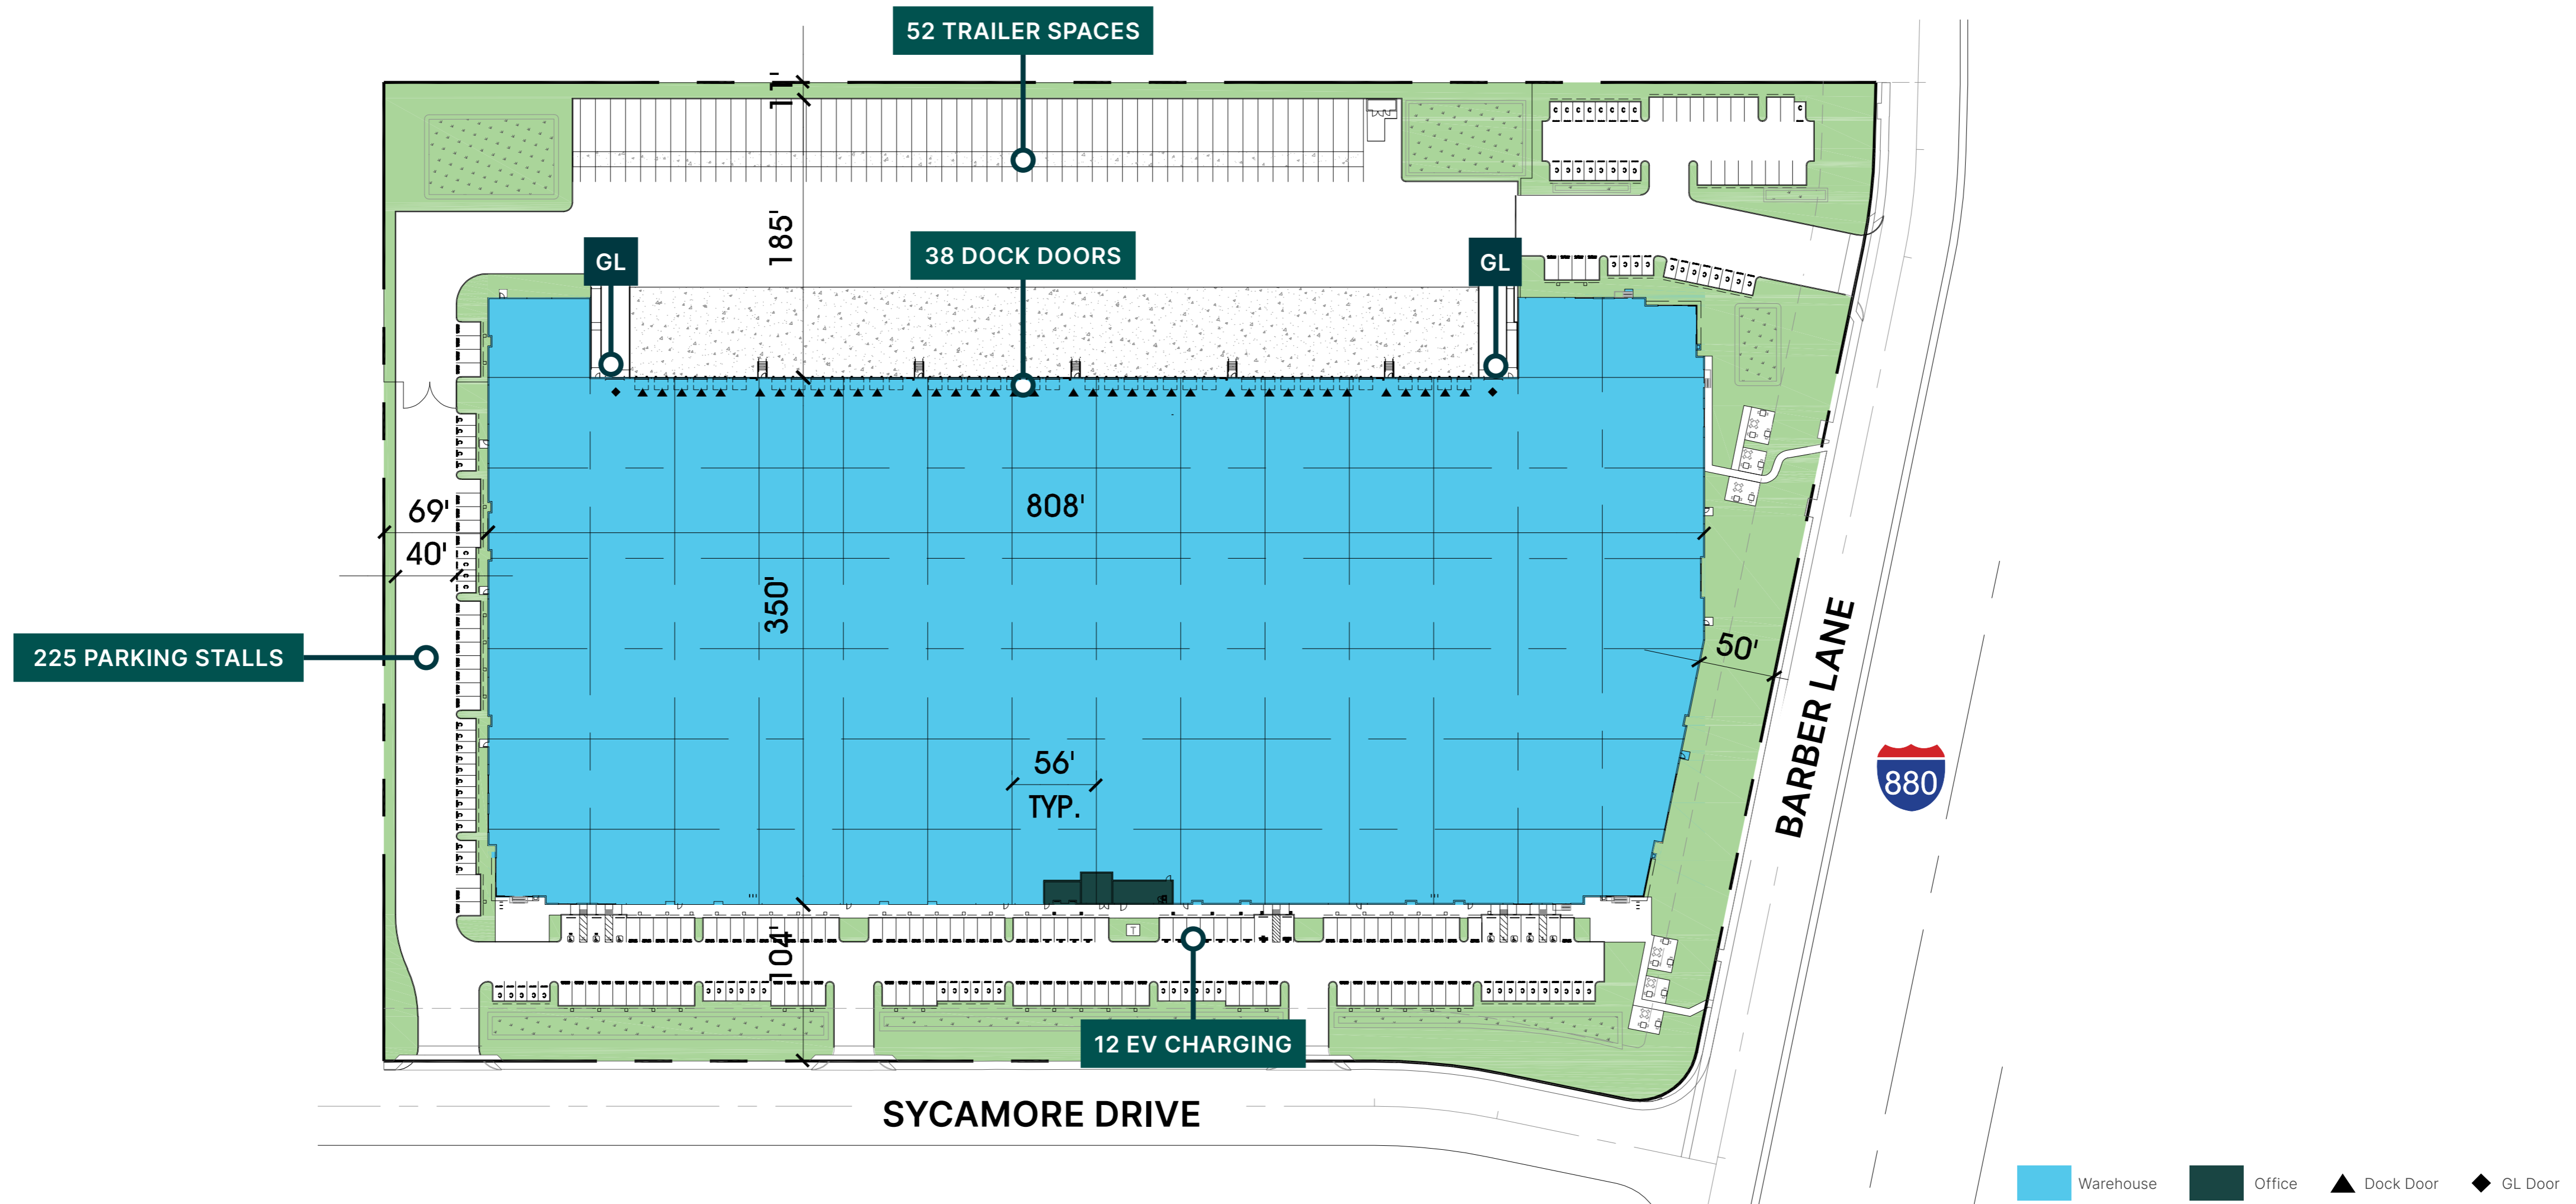 52 TRAILER SPACES
11'
185'
GL
38 DOCK DOORS
GL
69'
808'
40'
350'
225 PARKING STALLS
50'
BARBER LANE
56'
TYP.
880
104'
T
12 EV CHARGING
SYCAMORE DRIVE
Warehouse
Office
Dock Door
GL Door